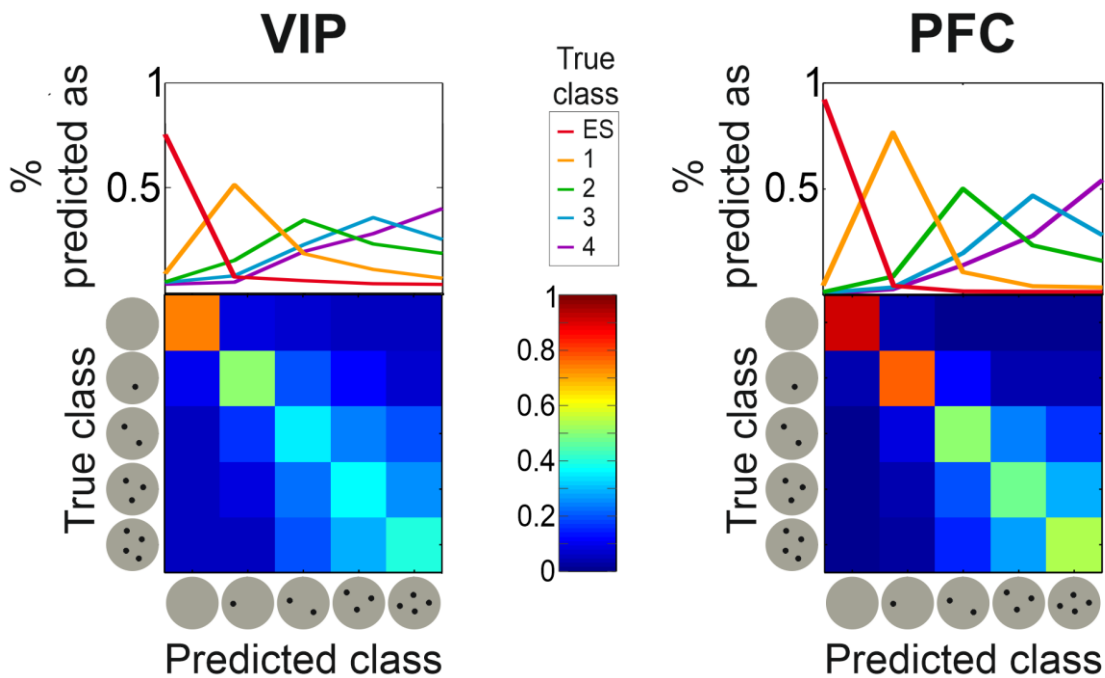 VIP
PFC
%
predicted as
1
0.5
True
class
ES
1
2
3
4
%
predicted as
1
0.5
True class
1
0.8
0.6
0.4
0.2
0
True class
Predicted class
Predicted class